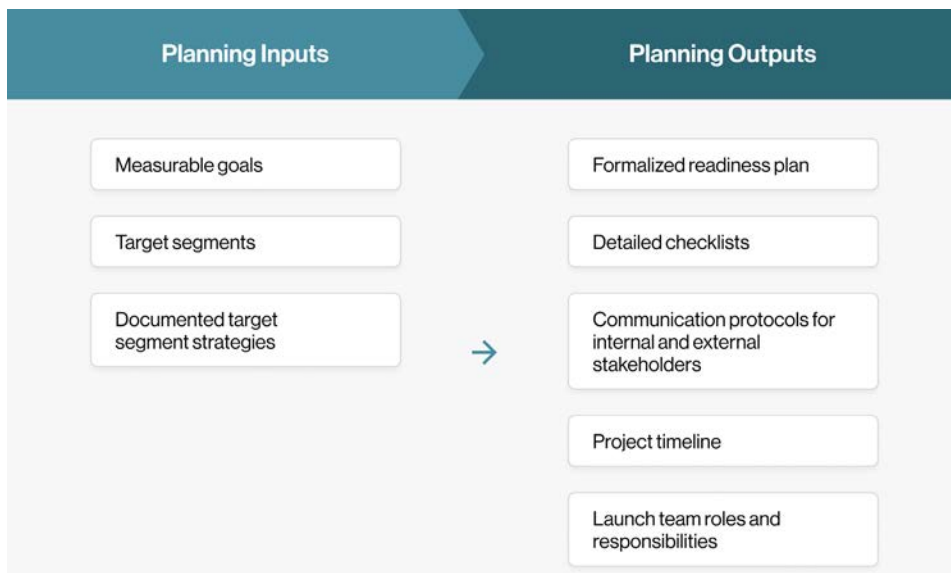 Planning Inputs
Planning Outputs
Measurable goals
Target segments
Documented target
segment strategies
Formalized readiness plan
Detailed checklists
Communication protocols for
internal and external
stakeholders
Project timeline
Launch team roles and
responsibilities